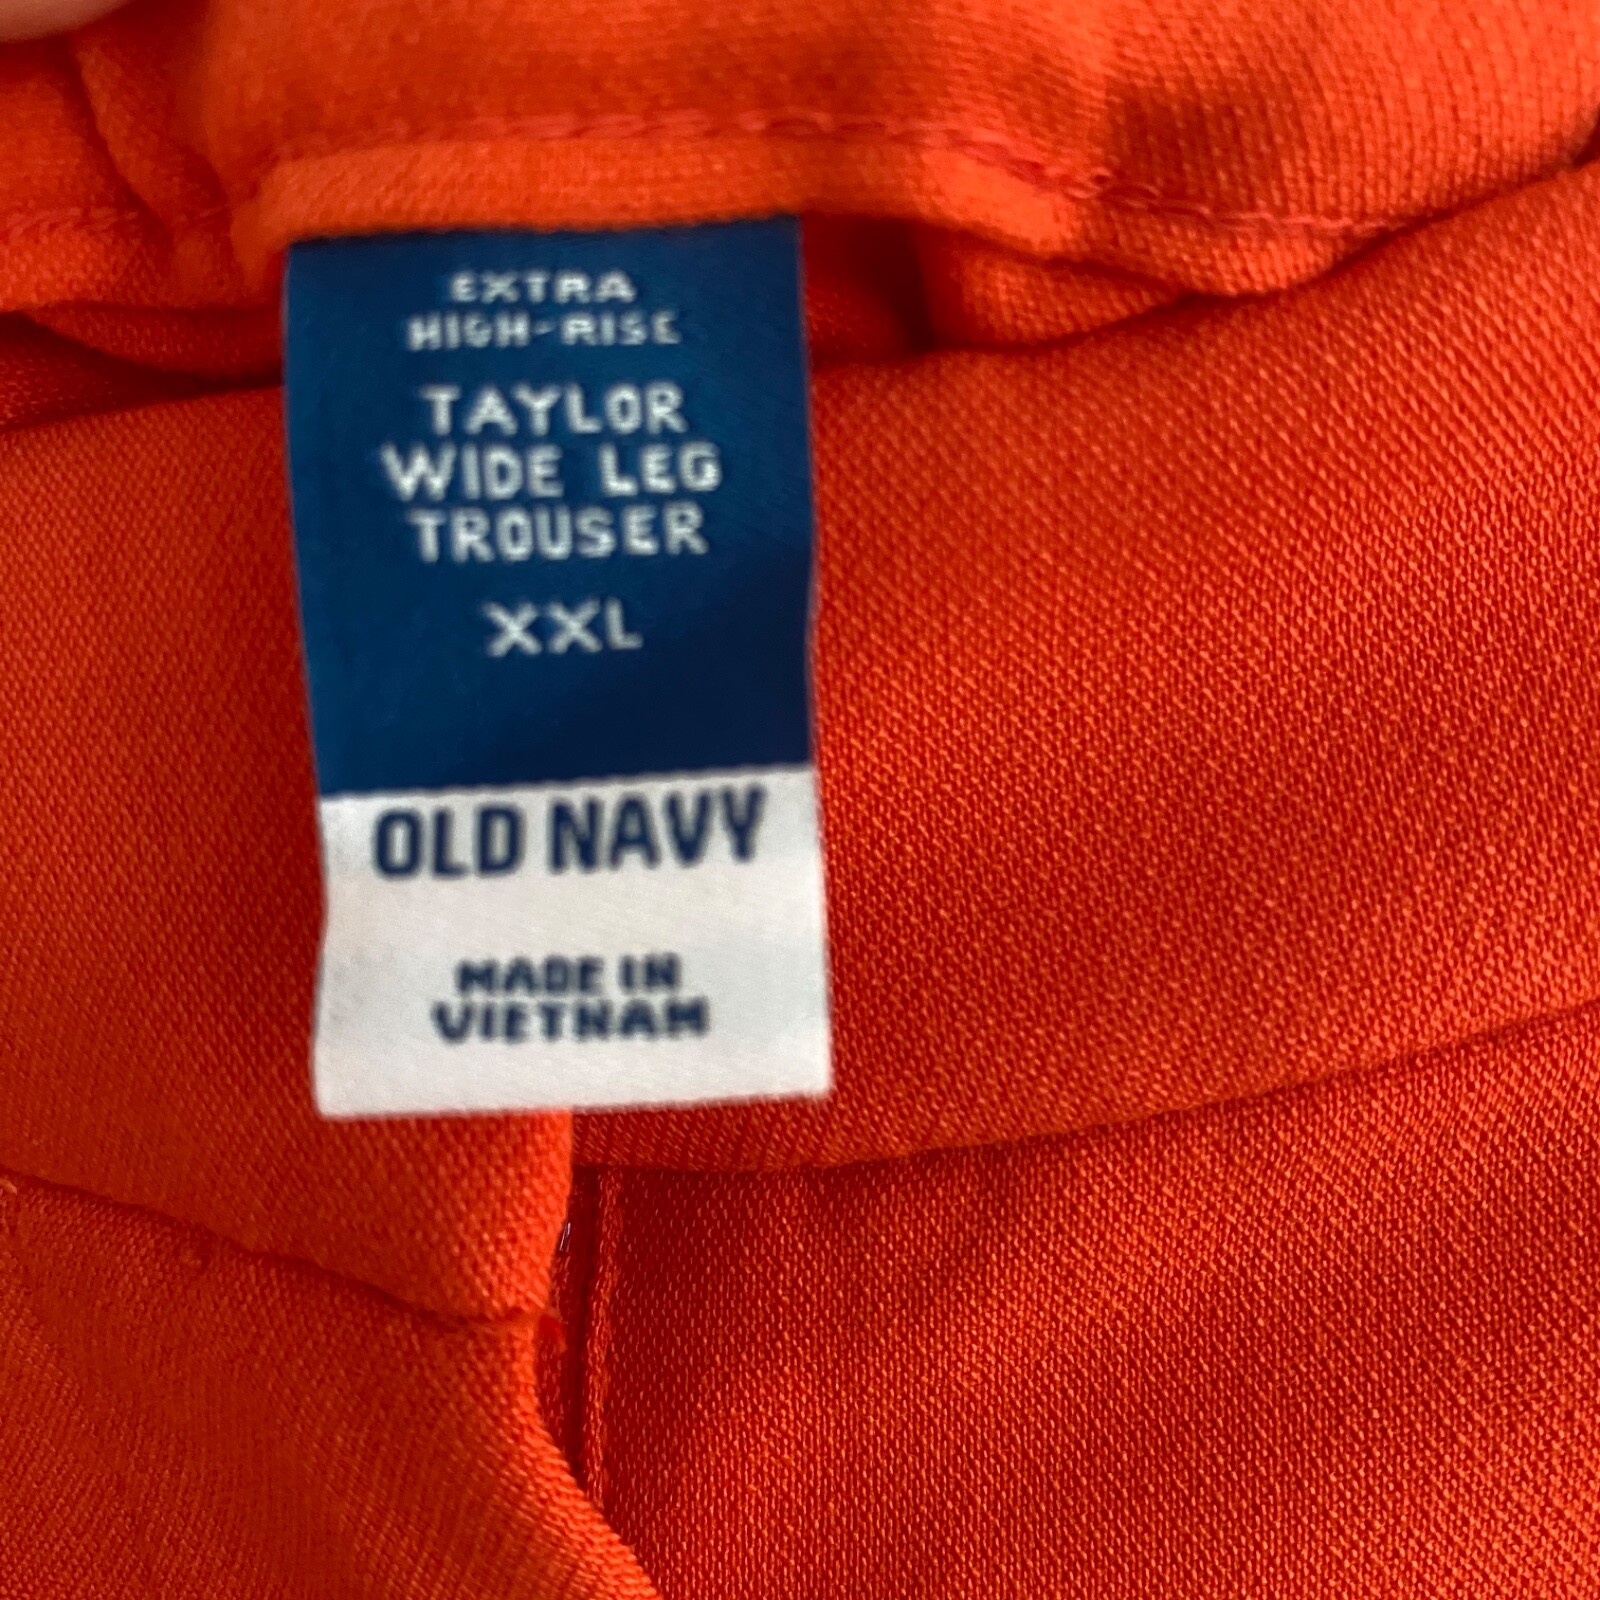 EXTRA
HIGH-RISE
TAYLOR
WIDE LEG
TROUSER
XXL
OLD NAVY
MADE IN
VIETNAM